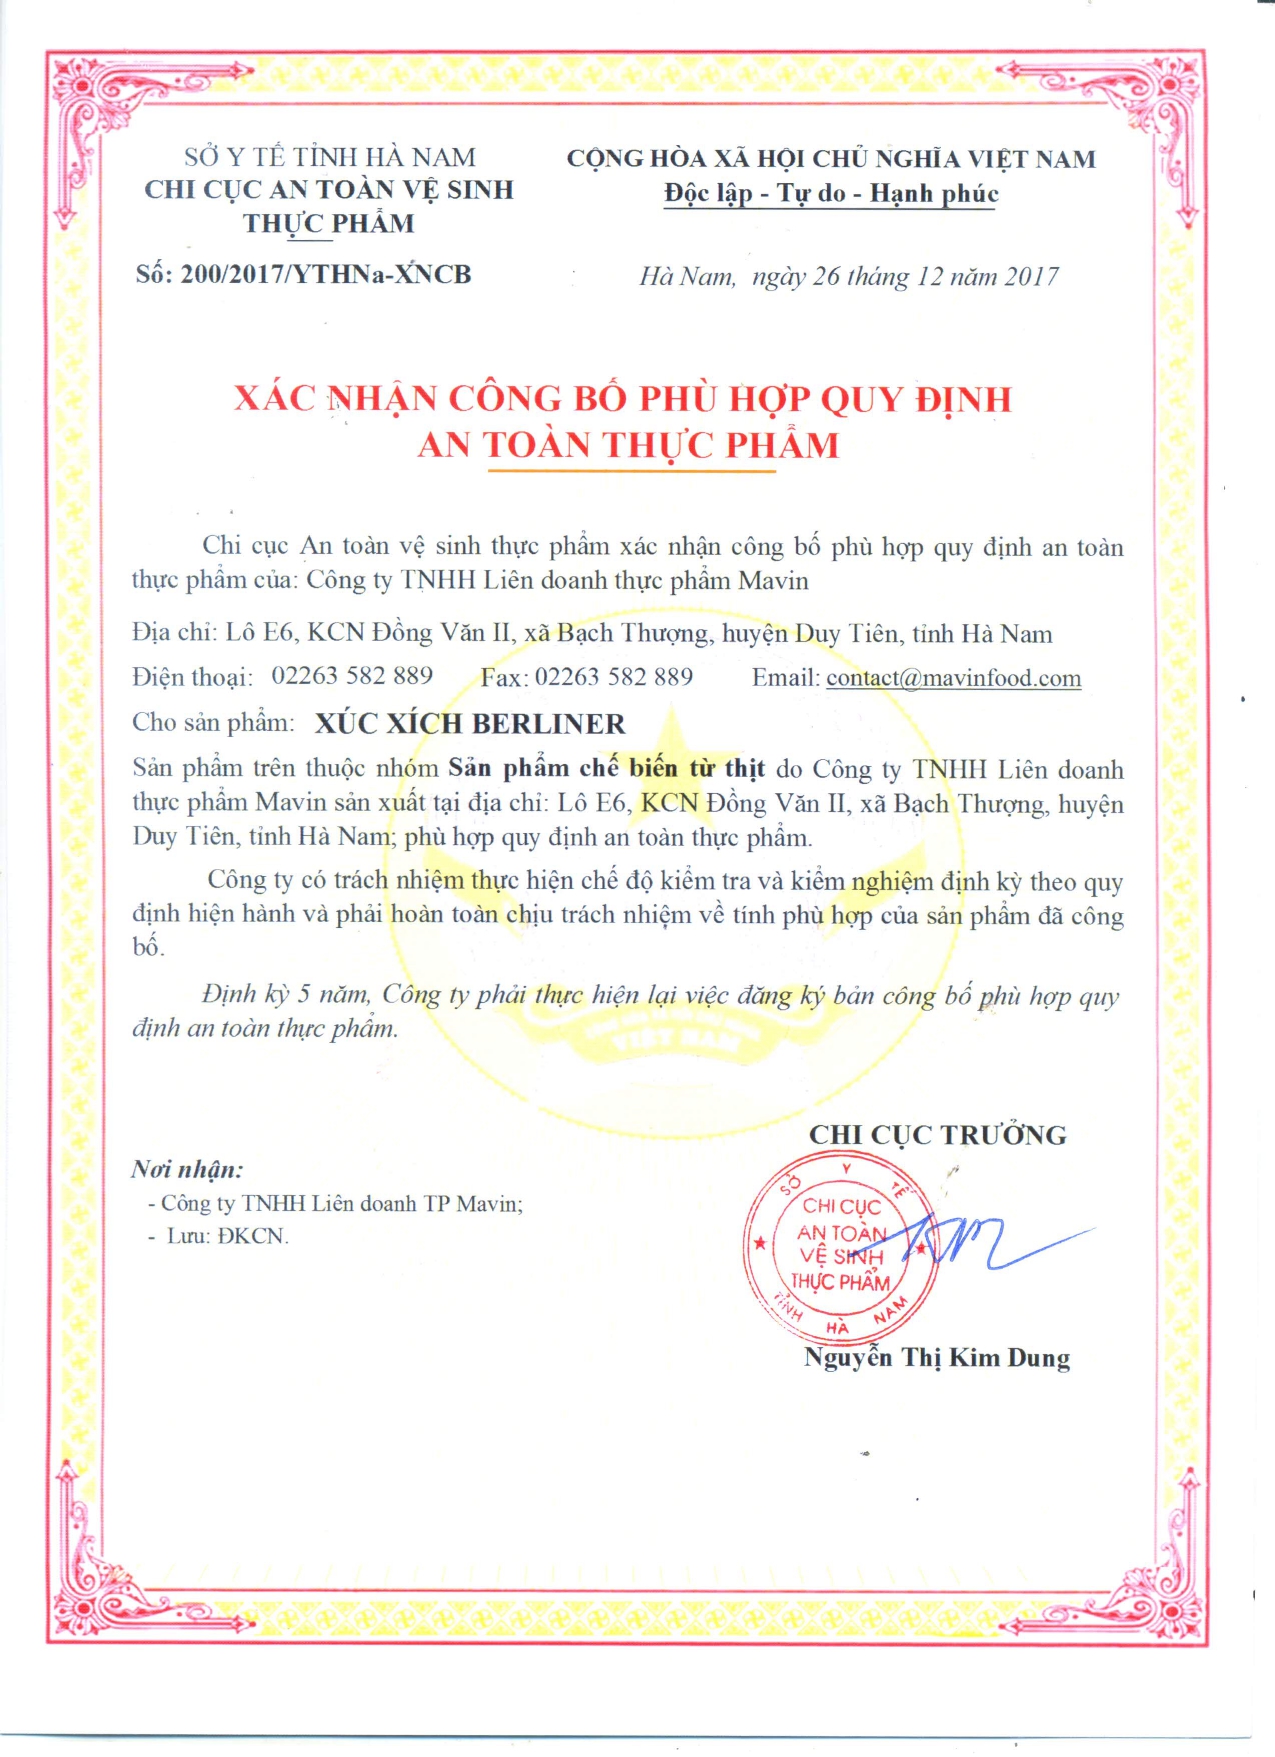 SỞ Y TẾ TỈNH HÀ NAM
CHI CỤC AN TOÀN VỆ SINH
THỰC PHẨM
Số: 200/2017/YTHNa-XNCB
CỘNG HÒA XÃ HỘI CHỦ NGHĨA VIỆT NAM
Độc lập - Tự do - Hạnh phúc
Hà Nam, ngày 26 tháng 12 năm 2017
XÁC NHẬN CÔNG BỐ PHÙ HỢP QUY ĐỊNH
AN TOÀN THỰC PHẨM
Chi cục An toàn vệ sinh thực phẩm xác nhận công bố phù hợp quy định an toàn
thực phẩm của: Công ty TNHH Liên doanh thực phẩm Mavin
Địa chỉ: Lô E6, KCN Đồng Văn II, xã Bạch Thượng, huyện Duy Tiên, tỉnh Hà Nam
Điện thoại: 02263 582 889 Fax: 02263 582 889 Email: contact@mavinfood.com
Cho sản phẩm: XÚC XÍCH BERLINER
Sản phẩm trên thuộc nhóm Sản phẩm chế biến từ thịt do Công ty TNHH Liên doanh
thực phẩm Mavin sản xuất tại địa chỉ: Lô E6, KCN Đồng Văn II, xã Bạch Thượng, huyện
Duy Tiên, tỉnh Hà Nam; phù hợp quy định an toàn thực phẩm.
Công ty có trách nhiệm thực hiện chế độ kiểm tra và kiểm nghiệm định kỳ theo quy
định hiện hành và phải hoàn toàn chịu trách nhiệm về tính phù hợp của sản phẩm đã công
bố.
Định kỳ 5 năm, Công ty phải thực hiện lại việc đăng ký bản công bố phù hợp quy
định an toàn thực phẩm.
VIỆT NAM
CHI CỤC TRƯỞNG
Nơi nhận:
- Công ty TNHH Liên doanh TP Mavin;
- Lưu: ĐKCN.
SỞ Y TẾ
CHI CỤC
AN TOÀN
VỆ SINH
THỰC PHẨM
TỈNH HÀ NAM
Nguyễn Thị Kim Dung